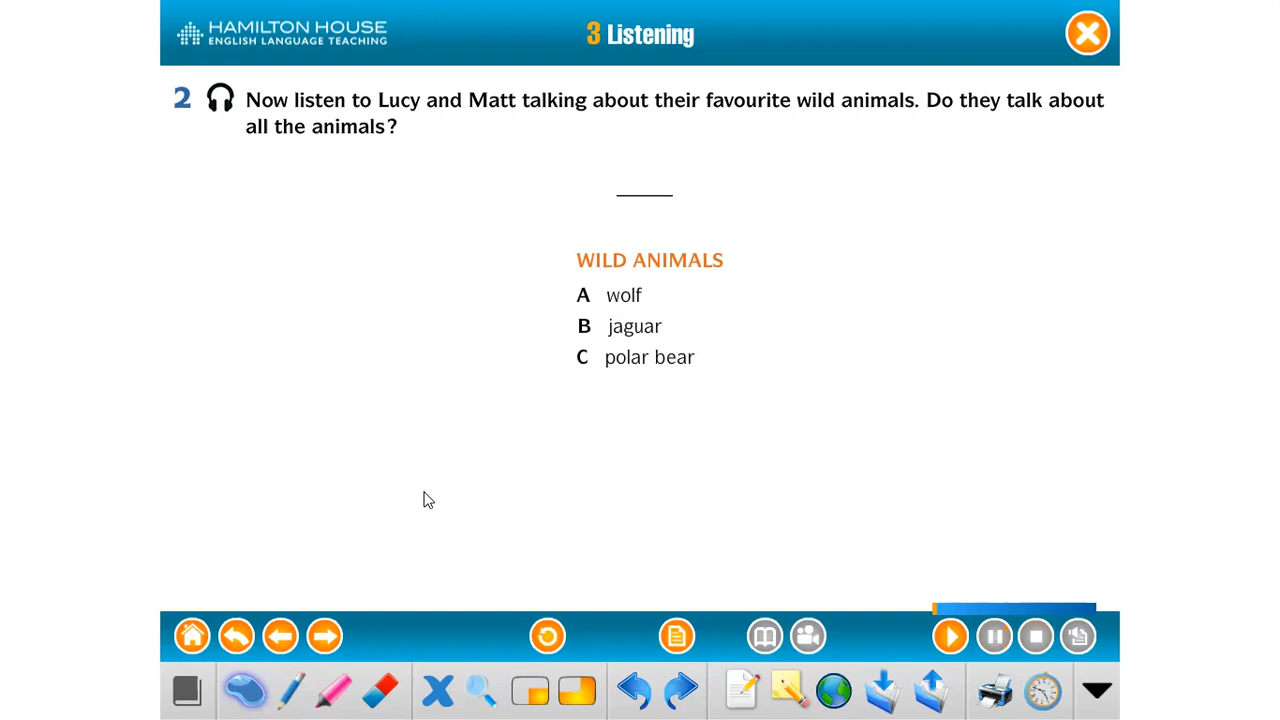 HAMILTON HOUSE
ENGLISH LANGUAGE TEACHING
3 Listening
2 Now listen to Lucy and Matt talking about their favourite wild animals. Do they talk about
all the animals?
WILD ANIMALS
A wolf
B jaguar
C polar bear